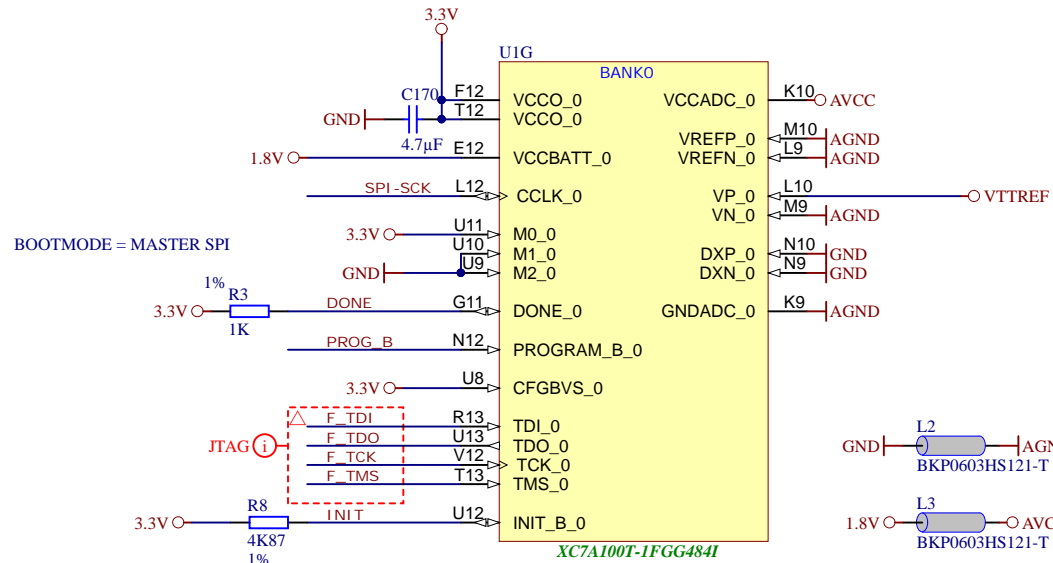 3.3V
U1G
BANK0
C170
4.7µF
GND
F12 VCCO_0
T12 VCCO_0
1.8V E12 VCCBATT_0
SPI-SCK L12 CCLK_0
BOOTMODE = MASTER SPI
3.3V U11 M0_0
U10 M1_0
GND U9 M2_0
1%
R3
3.3V 1K DONE G11 DONE_0
PROG_B N12 PROGRAM_B_0
3.3V U8 CFGBVS_0
JTAG i
F_TDI R13 TDI_0
F_TDO U13 TDO_0
F_TCK V12 TCK_0
F_TMS T13 TMS_0
R8
3.3V 4K87 INIT U12 INIT_B_0
1%
VCCADC_0 K10 AVCC
VREFP_0 M10 AGND
VREFN_0 L9 AGND
VP_0 L10 VTTREF
VN_0 M9 AGND
DXP_0 N10 GND
DXN_0 N9 GND
GNDADC_0 K9 AGND
XC7A100T-1FGG484I
L2
GND AGN
BKP0603HS121-T
L3
1.8V AVC
BKP0603HS121-T